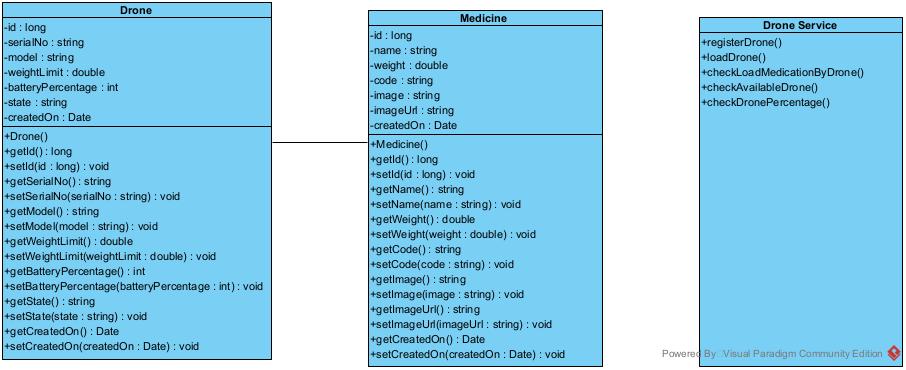 Drone
-id : long
-serialNo : string
-model : string
-weightLimit : double
-batteryPercentage : int
-state : string
-createdOn : Date
+Drone()
+getId() : long
+setId(id : long) : void
+getSerialNo() : string
+setSerialNo(serialNo : string) : void
+getModel() : string
+setModel(model : string) : void
+getWeightLimit() : double
+setWeightLimit(weightLimit : double) : void
+getBatteryPercentage() : int
+setBatteryPercentage(batteryPercentage : int) : void
+getState() : string
+setState(state : string) : void
+getCreatedOn() : Date
+setCreatedOn(createdOn : Date) : void
Medicine
-id : long
-name : string
-weight : double
-code : string
-image : string
-imageUrl : string
-createdOn : Date
+Medicine()
+getId() : long
+setId(id : long) : void
+getName() : string
+setName(name : string) : void
+getWeight() : double
+setWeight(weight : double) : void
+getCode() : string
+setCode(code : string) : void
+getImage() : string
+setImage(image : string) : void
+getImageUrl() : string
+setImageUrl(imageUrl : string) : void
+getCreatedOn() : Date
+setCreatedOn(createdOn : Date) : void
Drone Service
+registerDrone()
+loadDrone()
+checkLoadMedicationByDrone()
+checkAvailableDrone()
+checkDronePercentage()
Powered By Visual Paradigm Community Edition